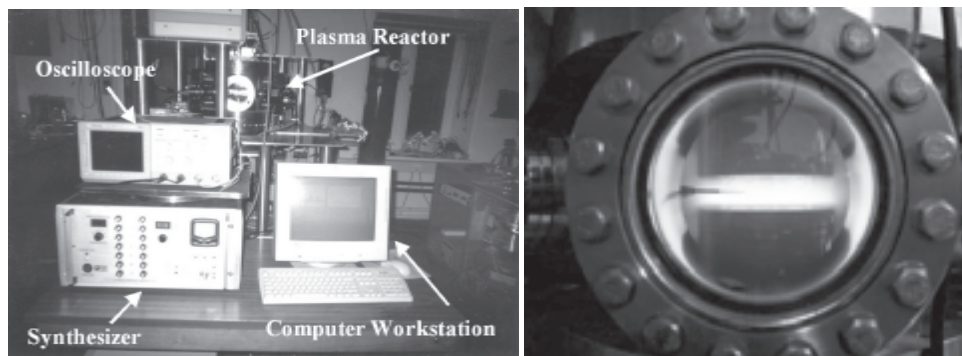 Plasma Reactor
Oscilloscope
Synthesizer
Computer Workstation